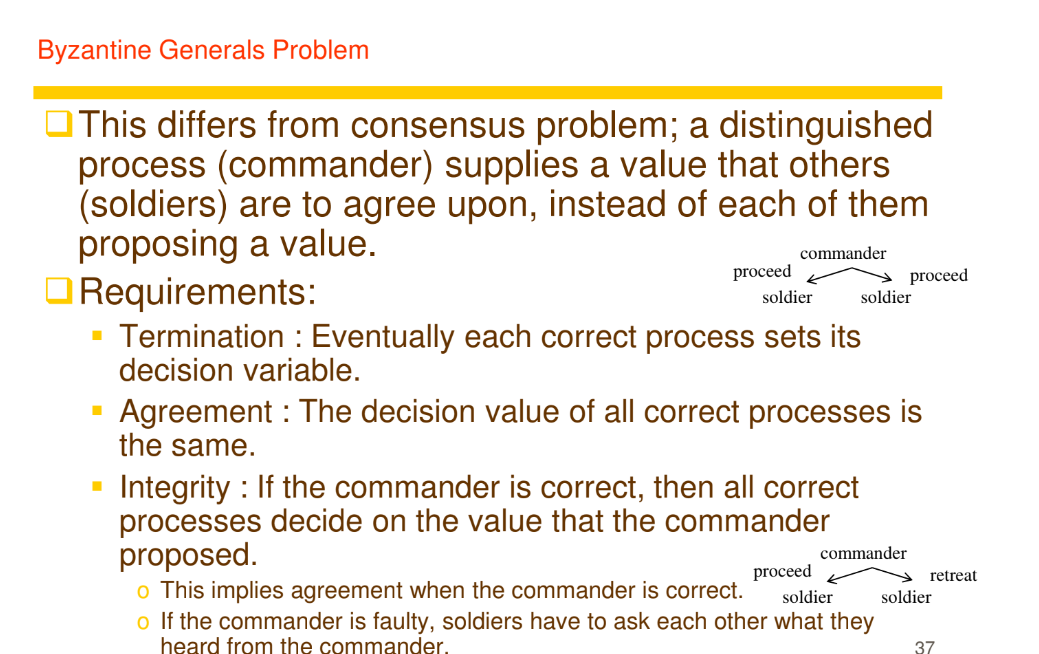 Byzantine Generals Problem
This differs from consensus problem; a distinguished
process (commander) supplies a value that others
(soldiers) are to agree upon, instead of each of them
proposing a value.
commander
proceed
proceed
soldier
soldier
Requirements:
Termination : Eventually each correct process sets its
decision variable.
Agreement : The decision value of all correct processes is
the same.
Integrity : If the commander is correct, then all correct
processes decide on the value that the commander
proposed.
commander
proceed
retreat
soldier
soldier
o This implies agreement when the commander is correct.
o If the commander is faulty, soldiers have to ask each other what they
heard from the commander.
37